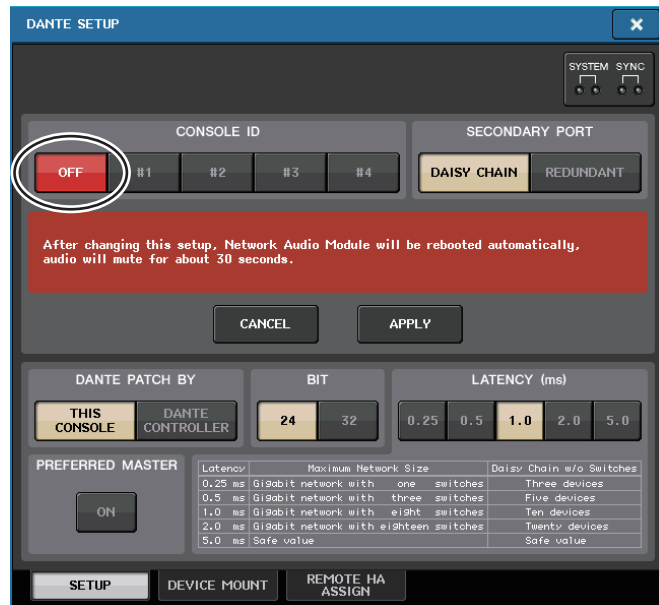 DANTE SETUP
×
SYSTEM SYNC
CONSOLE ID
SECONDARY PORT
OFF #1 #2 #3 #4
DAISY CHAIN REDUNDANT
After changing this setup, Network Audio Module will be rebooted automatically,
audio will mute for about 30 seconds.
CANCEL APPLY
DANTE PATCH BY
BIT
LATENCY (ms)
THIS CONSOLE
DANTE CONTROLLER
24 32
0.25 0.5 1.0 2.0 5.0
PREFERRED MASTER
ON
Latency Maximum Network Size Daisy Chain w/o Switches
0.25 ms Gigabit network with one switches Three devices
0.5 ms Gigabit network with three switches Five devices
1.0 ms Gigabit network with eight switches Ten devices
2.0 ms Gigabit network with eighteen switches Twenty devices
5.0 ms Safe value Safe value
SETUP
DEVICE MOUNT
REMOTE HA
ASSIGN